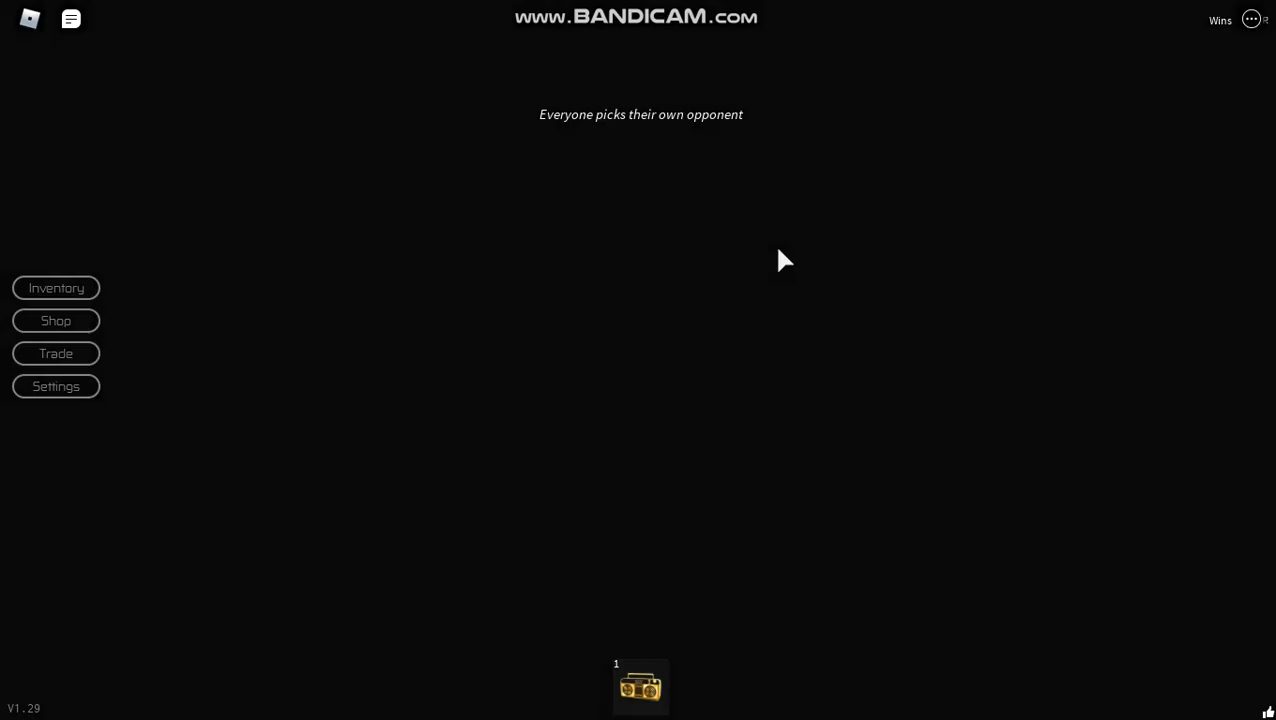 www.BANDICAM.com
Wins
R
Everyone picks their own opponent
Inventory
Shop
Trade
Settings
1
V1.29